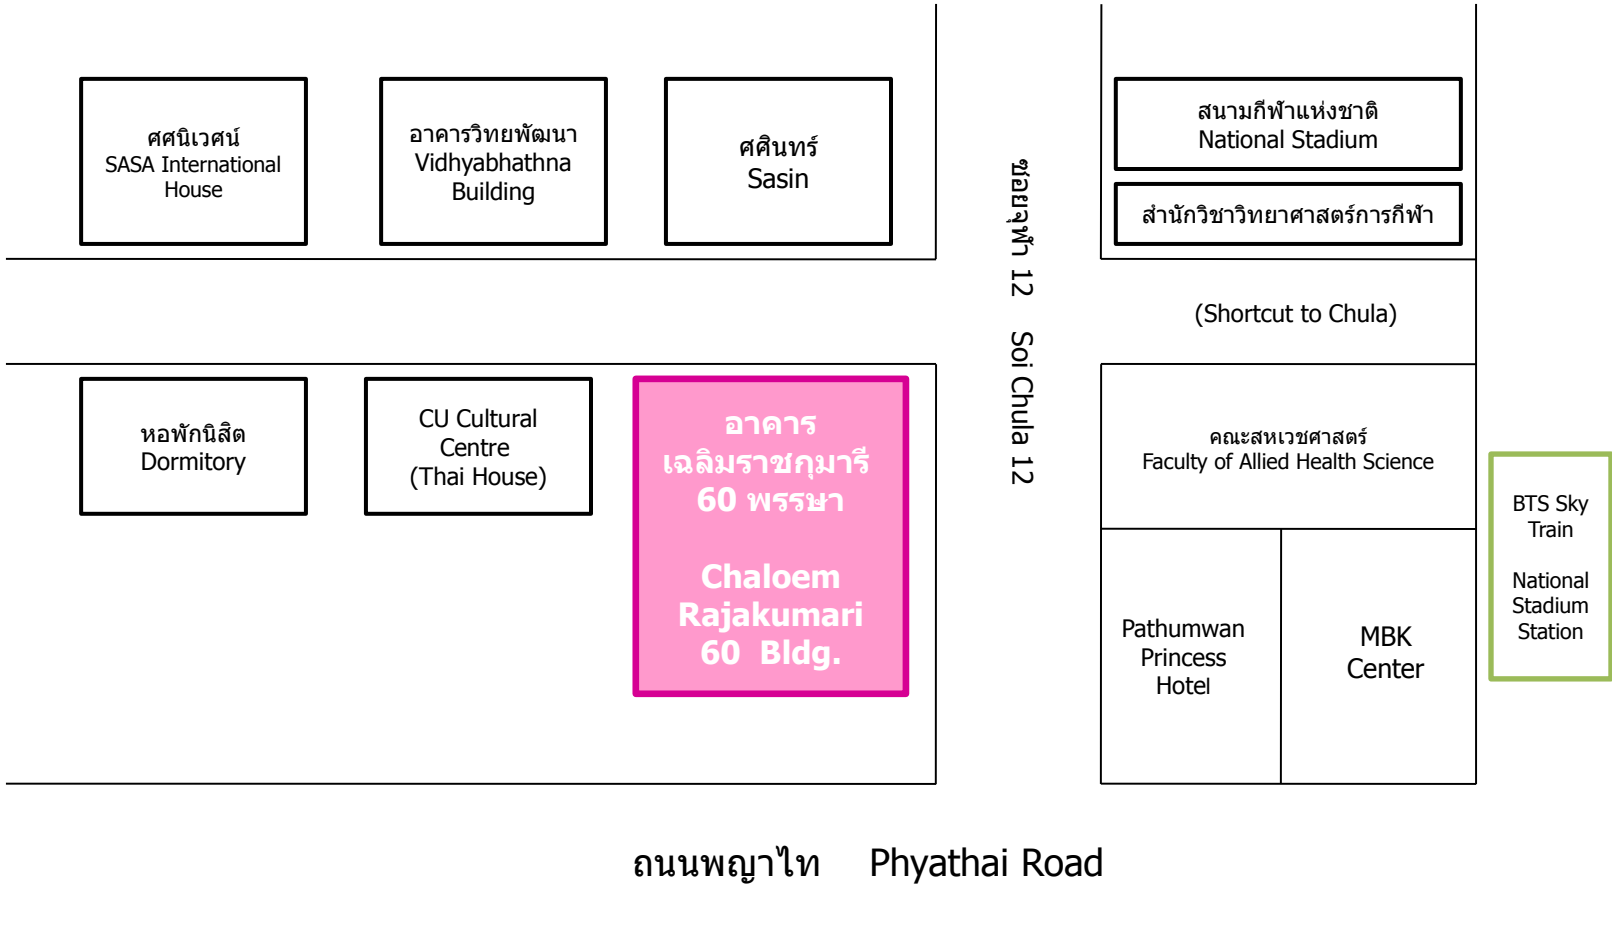 ศศนิเวศน์
SASA International
House
อาคารวิทยพัฒนา
Vidhyabhathna
Building
ศศินทร์
Sasin
ซอยจุฬา 12 Soi Chula 12
สนามกีฬาแห่งชาติ
National Stadium
สำนักวิชาวิทยาศาสตร์การกีฬา
(Shortcut to Chula)
หอพักนิสิต
Dormitory
CU Cultural
Centre
(Thai House)
อาคาร
เฉลิมราชกุมารี
60 พรรษา
Chaloem
Rajakumari
60 Bldg.
คณะสหเวชศาสตร์
Faculty of Allied Health Science
Pathumwan
Princess
Hotel
MBK
Center
BTS Sky
Train
National
Stadium
Station
ถนนพญาไท Phyathai Road